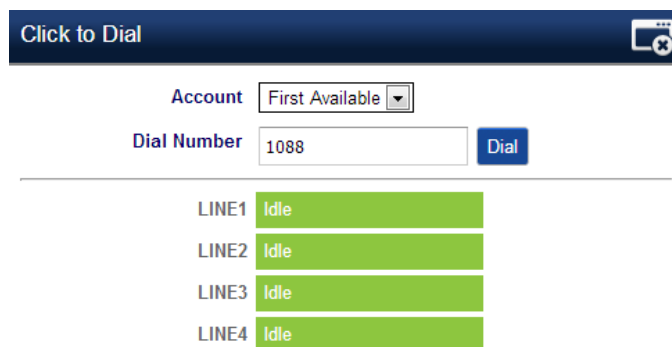 Click to Dial
Account First Available
Dial Number 1088 Dial
LINE1 Idle
LINE2 Idle
LINE3 Idle
LINE4 Idle